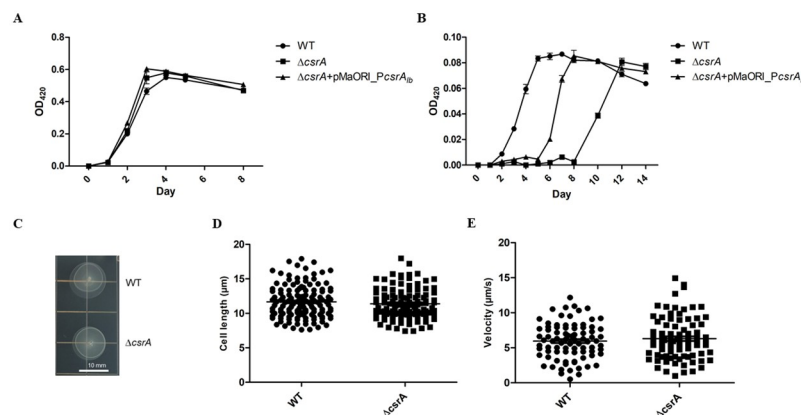 A
WT
ΔcsrA
ΔcsrA+pMaORI_PcsrAlb
OD420
0.8
0.6
0.4
0.2
0.0
0 2 4 6 8
Day
B
WT
ΔcsrA
ΔcsrA+pMaORI_PcsrA
OD420
0.10
0.08
0.06
0.04
0.02
0.00
0 2 4 6 8 10 12 14
Day
C
WT
ΔcsrA
10 mm
D
Cell length (μm)
20
15
10
5
0
WT ΔcsrA
E
Velocity (μm/s)
20
15
10
5
0
WT ΔcsrA